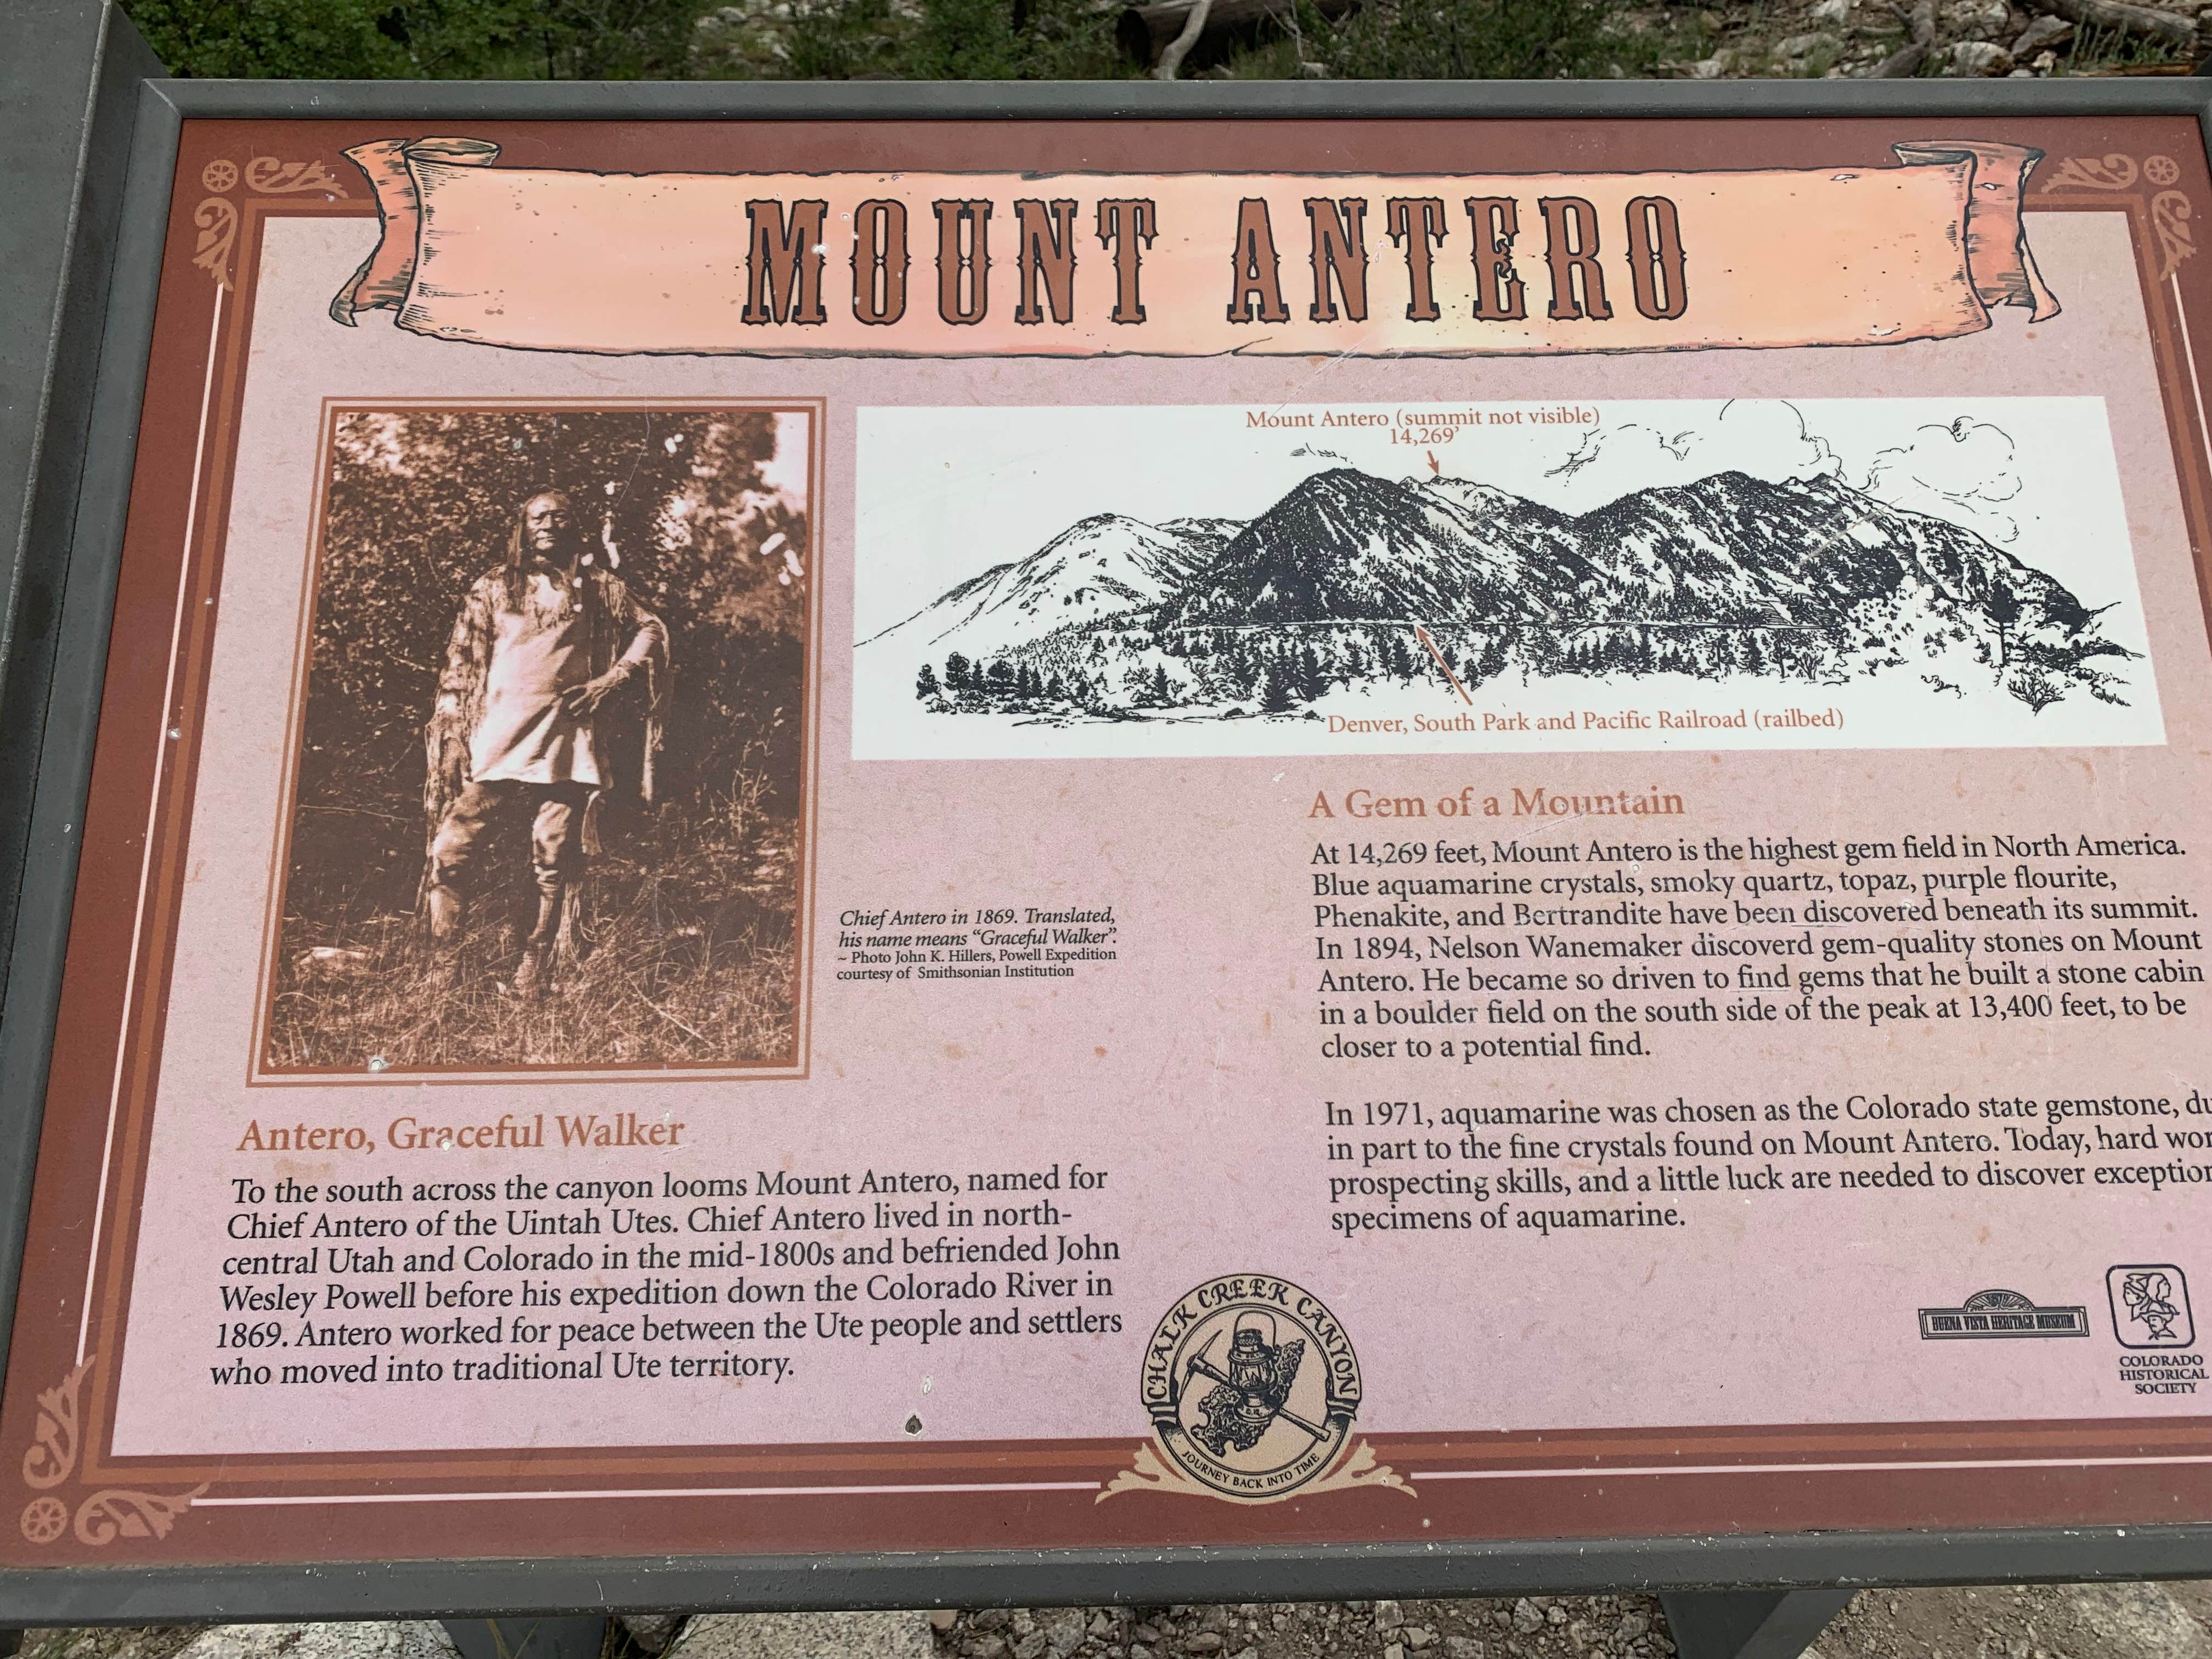 MOUNT ANTERO
Mount Antero (summit not visible)
14,269'
Denver, South Park and Pacific Railroad (railbed)
Chief Antero in 1869. Translated,
his name means “Graceful Walker”.
~ Photo John K. Hillers, Powell Expedition
courtesy of Smithsonian Institution
Antero, Graceful Walker
To the south across the canyon looms Mount Antero, named for
Chief Antero of the Uintah Utes. Chief Antero lived in north-
central Utah and Colorado in the mid-1800s and befriended John
Wesley Powell before his expedition down the Colorado River in
1869. Antero worked for peace between the Ute people and settlers
who moved into traditional Ute territory.
A Gem of a Mountain
At 14,269 feet, Mount Antero is the highest gem field in North America.
Blue aquamarine crystals, smoky quartz, topaz, purple flourite,
Phenakite, and Bertrandite have been discovered beneath its summit.
In 1894, Nelson Wanemaker discoverd gem-quality stones on Mount
Antero. He became so driven to find gems that he built a stone cabin
in a boulder field on the south side of the peak at 13,400 feet, to be
closer to a potential find.
In 1971, aquamarine was chosen as the Colorado state gemstone, du
in part to the fine crystals found on Mount Antero. Today, hard wor
prospecting skills, and a little luck are needed to discover exception
specimens of aquamarine.
CHALK CREEK CANYON
JOURNEY BACK INTO TIME
BUENA VISTA HERITAGE MUSEUM
COLORADO
HISTORICAL
SOCIETY